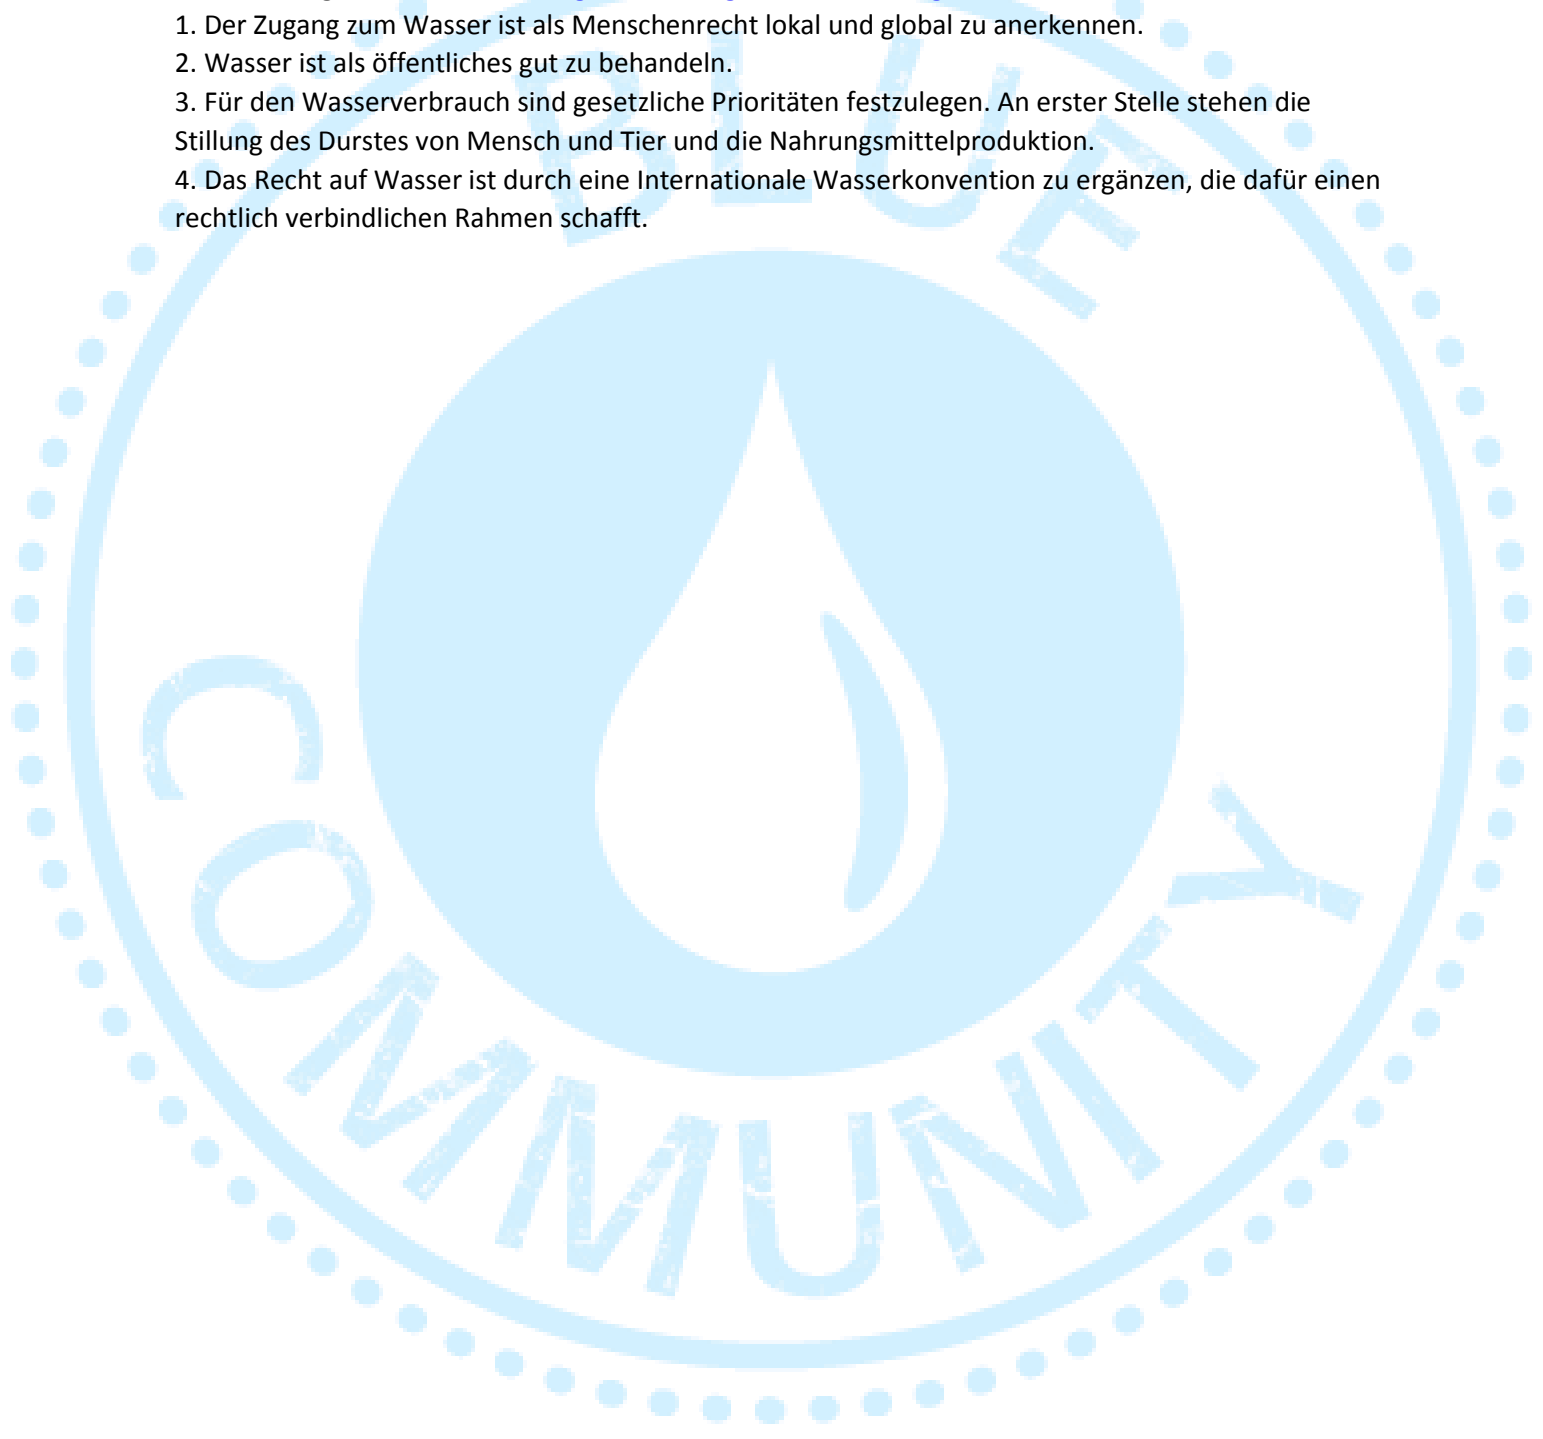 1. Der Zugang zum Wasser ist als Menschenrecht lokal und global zu anerkennen.
2. Wasser ist als öffentliches gut zu behandeln.
3. Für den Wasserverbrauch sind gesetzliche Prioritäten festzulegen. An erster Stelle stehen die
Stillung des Durstes von Mensch und Tier und die Nahrungsmittelproduktion.
4. Das Recht auf Wasser ist durch eine Internationale Wasserkonvention zu ergänzen, die dafür einen
rechtlich verbindlichen Rahmen schafft.
BLUE
COMMUNITY